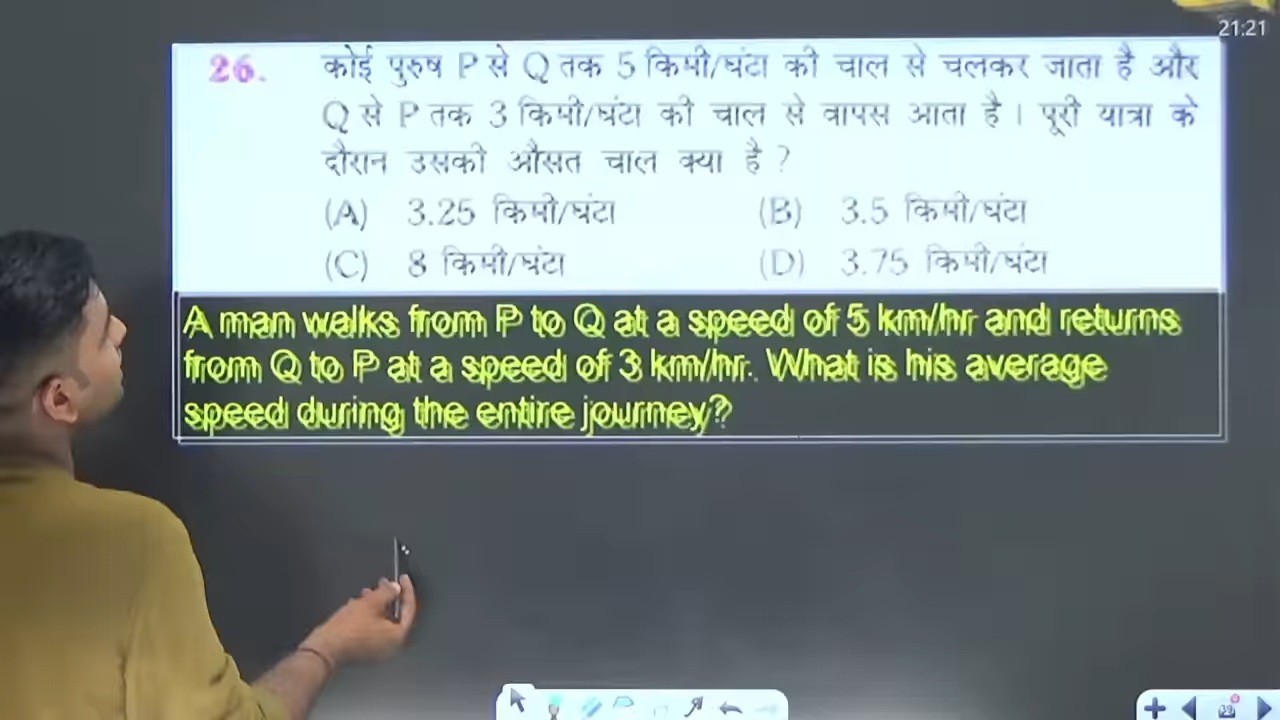 21:21
26. कोई पुरुष P से Q तक 5 किमी/घंटा की चाल से चलकर जाता है और
Q से P तक 3 किमी/घंटा की चाल से वापस आता है । पूरी यात्रा के
दौरान उसकी औसत चाल क्या है ?
(A) 3.25 किमी/घंटा (B) 3.5 किमी/घंटा
(C) 8 किमी/घंटा (D) 3.75 किमी/घंटा
A man walks from P to Q at a speed of 5 km/hr and returns
from Q to P at a speed of 3 km/hr. What is his average
speed during the entire journey?